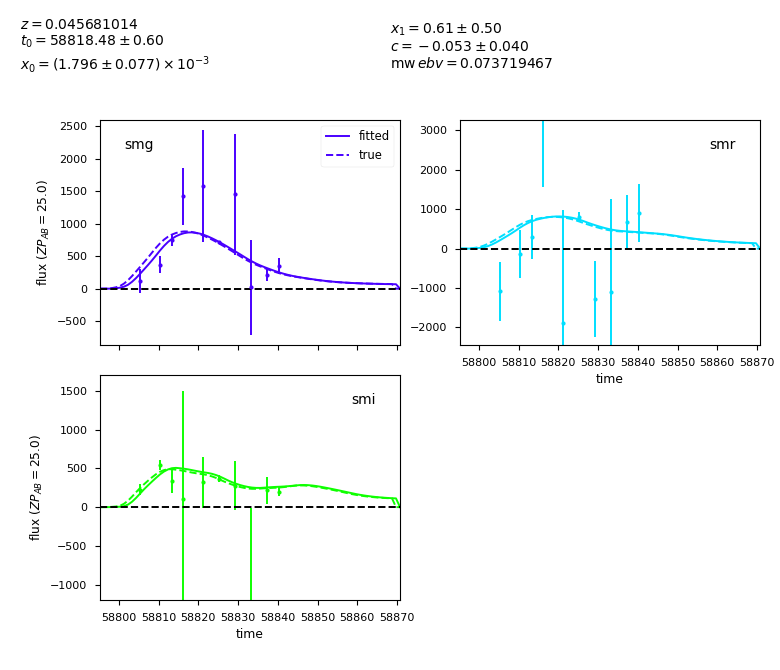 z = 0.045681014
t₀ = 58818.48 ± 0.60
x₀ = (1.796 ± 0.077) × 10⁻³
x₁ = 0.61 ± 0.50
c = −0.053 ± 0.040
mw ebv = 0.073719467
2500
2000
1500
1000
500
0
−500
flux (ZP_AB = 25.0)
smg
fitted
true
3000
2000
1000
0
−1000
−2000
smr
58800 58810 58820 58830 58840 58850 58860 58870
time
1500
1000
500
0
−500
−1000
flux (ZP_AB = 25.0)
smi
58800 58810 58820 58830 58840 58850 58860 58870
time